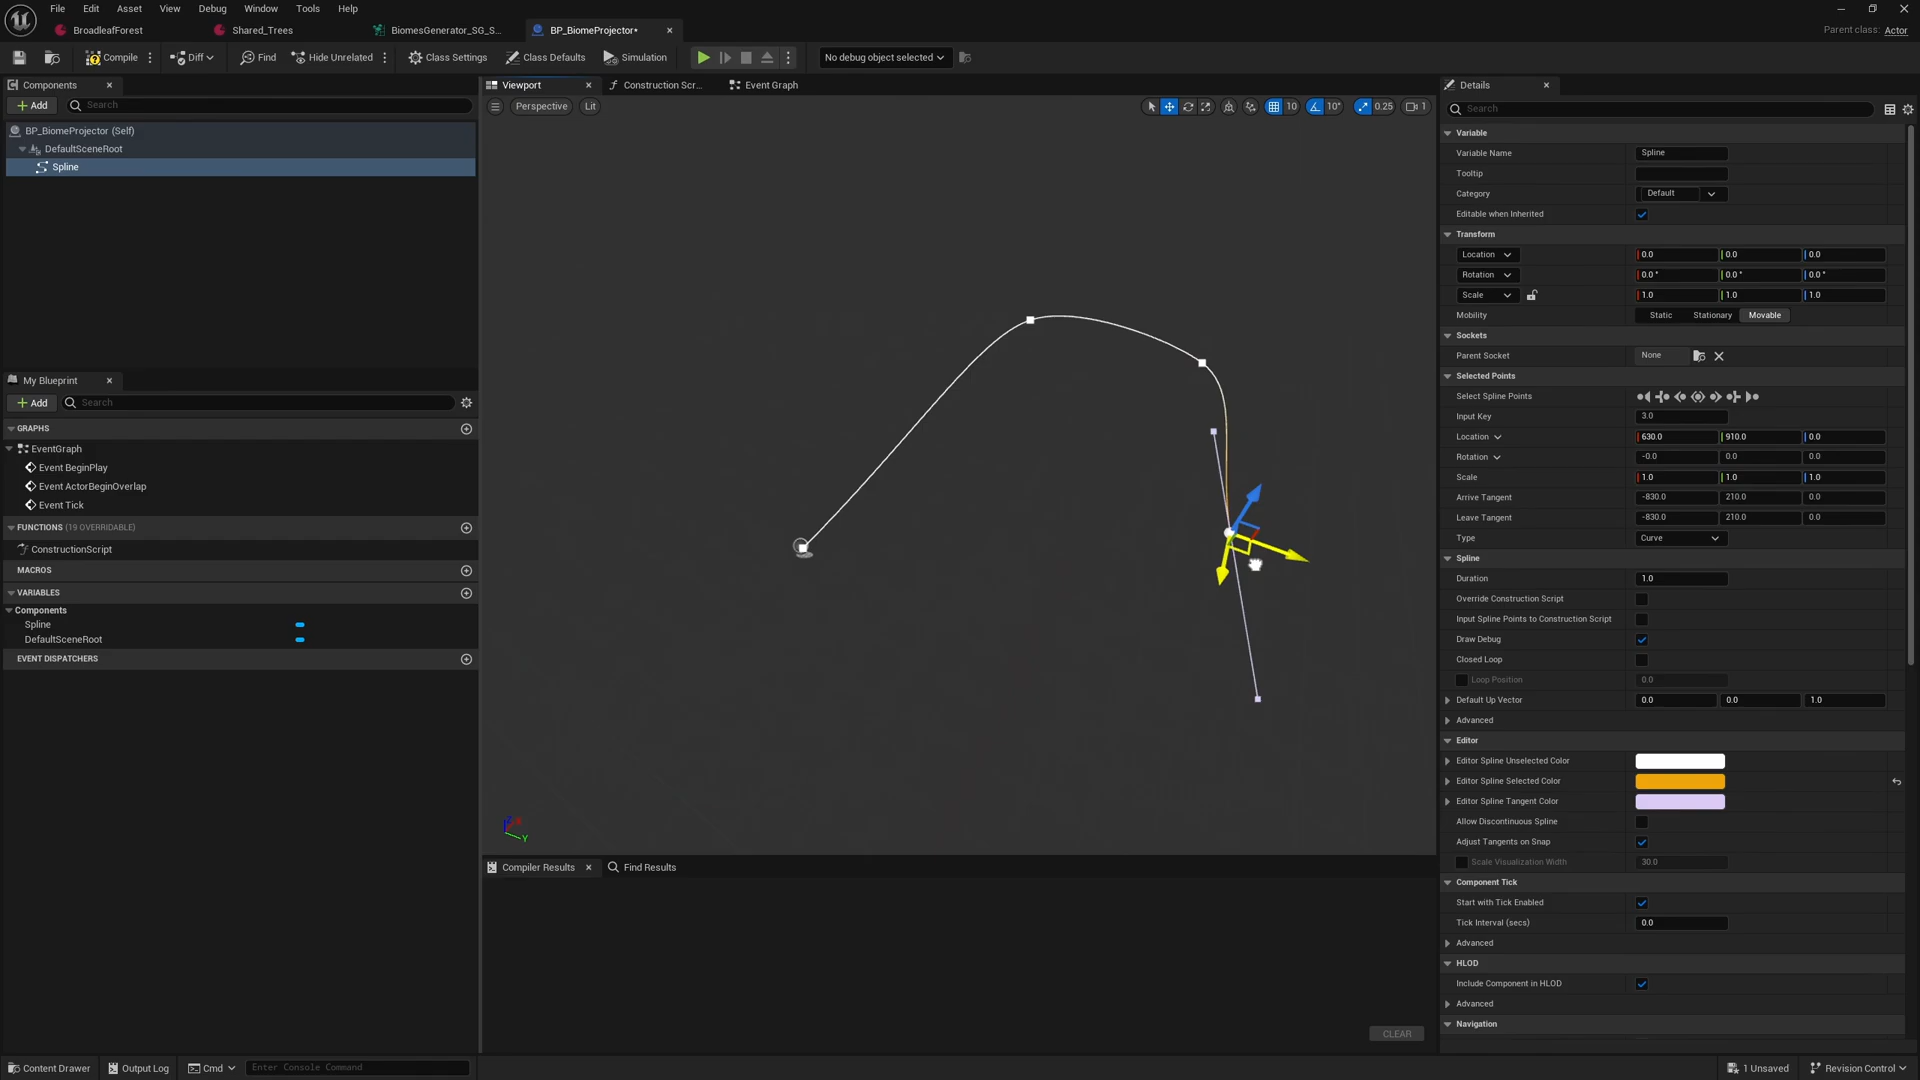 File Edit Asset View Debug Window Tools Help
BroadleafForest
Shared_Trees
BiomesGenerator_SG_S...
BP_BiomeProjector*
Parent class: Actor
Compile
Diff
Find
Hide Unrelated
Class Settings
Class Defaults
Simulation
No debug object selected
Components
Add
Search
BP_BiomeProjector (Self)
DefaultSceneRoot
Spline
My Blueprint
Add
Search
GRAPHS
EventGraph
Event BeginPlay
Event ActorBeginOverlap
Event Tick
FUNCTIONS (19 OVERRIDABLE)
ConstructionScript
MACROS
VARIABLES
Components
Spline
DefaultSceneRoot
EVENT DISPATCHERS
Viewport
Construction Scr...
Event Graph
Perspective
Lit
10
10°
0.25
1
Z
X
Y
Compiler Results
Find Results
CLEAR
Details
Search
Variable
Variable Name Spline
Tooltip
Category Default
Editable when Inherited
Transform
Location 0.0 0.0 0.0
Rotation 0.0 ° 0.0 ° 0.0 °
Scale 1.0 1.0 1.0
Mobility Static Stationary Movable
Sockets
Parent Socket None
Selected Points
Select Spline Points
Input Key 3.0
Location 630.0 910.0 0.0
Rotation -0.0 0.0 0.0
Scale 1.0 1.0 1.0
Arrive Tangent -830.0 210.0 0.0
Leave Tangent -830.0 210.0 0.0
Type Curve
Spline
Duration 1.0
Override Construction Script
Input Spline Points to Construction Script
Draw Debug
Closed Loop
Loop Position 0.0
Default Up Vector 0.0 0.0 1.0
Advanced
Editor
Editor Spline Unselected Color
Editor Spline Selected Color
Editor Spline Tangent Color
Allow Discontinuous Spline
Adjust Tangents on Snap
Scale Visualization Width 30.0
Component Tick
Start with Tick Enabled
Tick Interval (secs) 0.0
Advanced
HLOD
Include Component in HLOD
Advanced
Navigation
Content Drawer
Output Log
Cmd
Enter Console Command
1 Unsaved
Revision Control